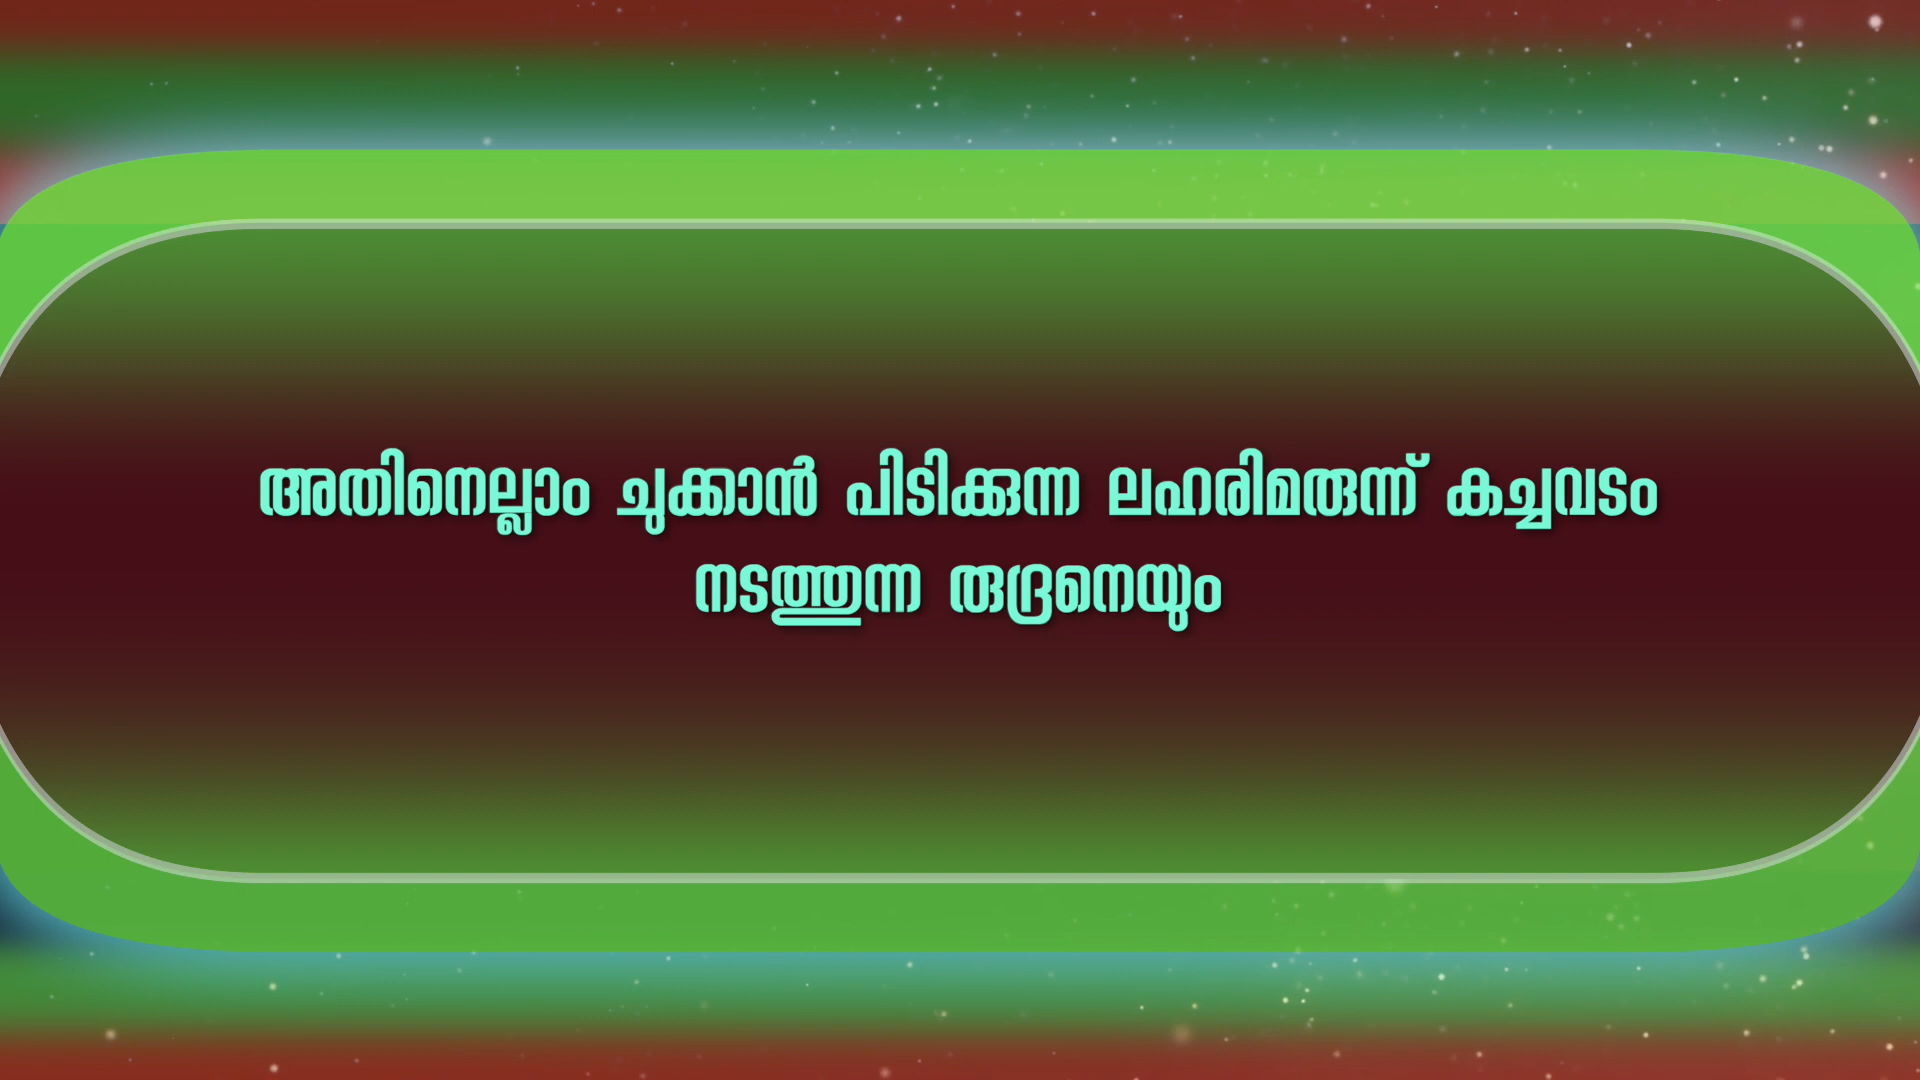 അതിനെല്ലാം ചുക്കാൻ പിടിക്കുന്ന ലഹരിമരുന്ന് കച്ചവടം
നടത്തുന്ന രുദ്രനെയും